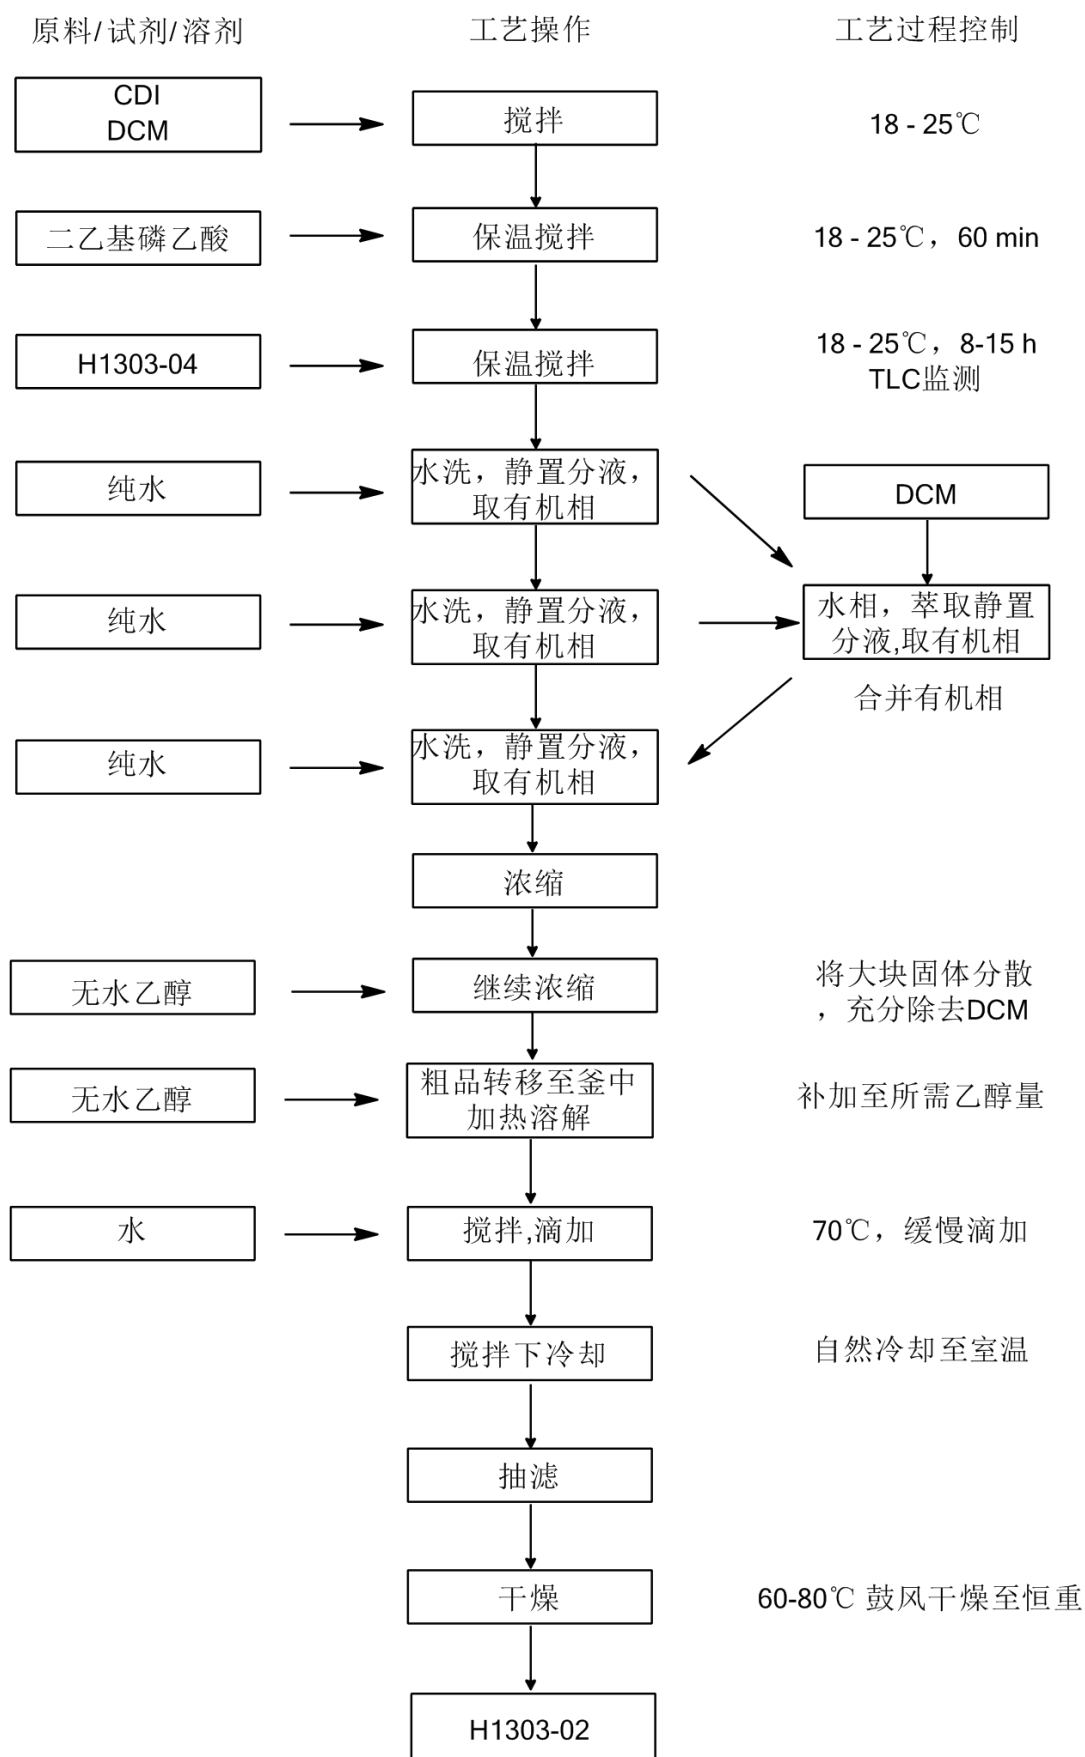 原料/试剂/溶剂
工艺操作
工艺过程控制
CDI
DCM
搅拌
18 - 25℃
二乙基磷乙酸
保温搅拌
18 - 25℃，60 min
H1303-04
保温搅拌
18 - 25℃，8-15 h
TLC监测
纯水
水洗，静置分液，
取有机相
DCM
纯水
水洗，静置分液，
取有机相
水相，萃取静置
分液,取有机相
合并有机相
纯水
水洗，静置分液，
取有机相
浓缩
无水乙醇
继续浓缩
将大块固体分散
，充分除去DCM
无水乙醇
粗品转移至釜中
加热溶解
补加至所需乙醇量
水
搅拌,滴加
70℃，缓慢滴加
搅拌下冷却
自然冷却至室温
抽滤
干燥
60-80℃ 鼓风干燥至恒重
H1303-02